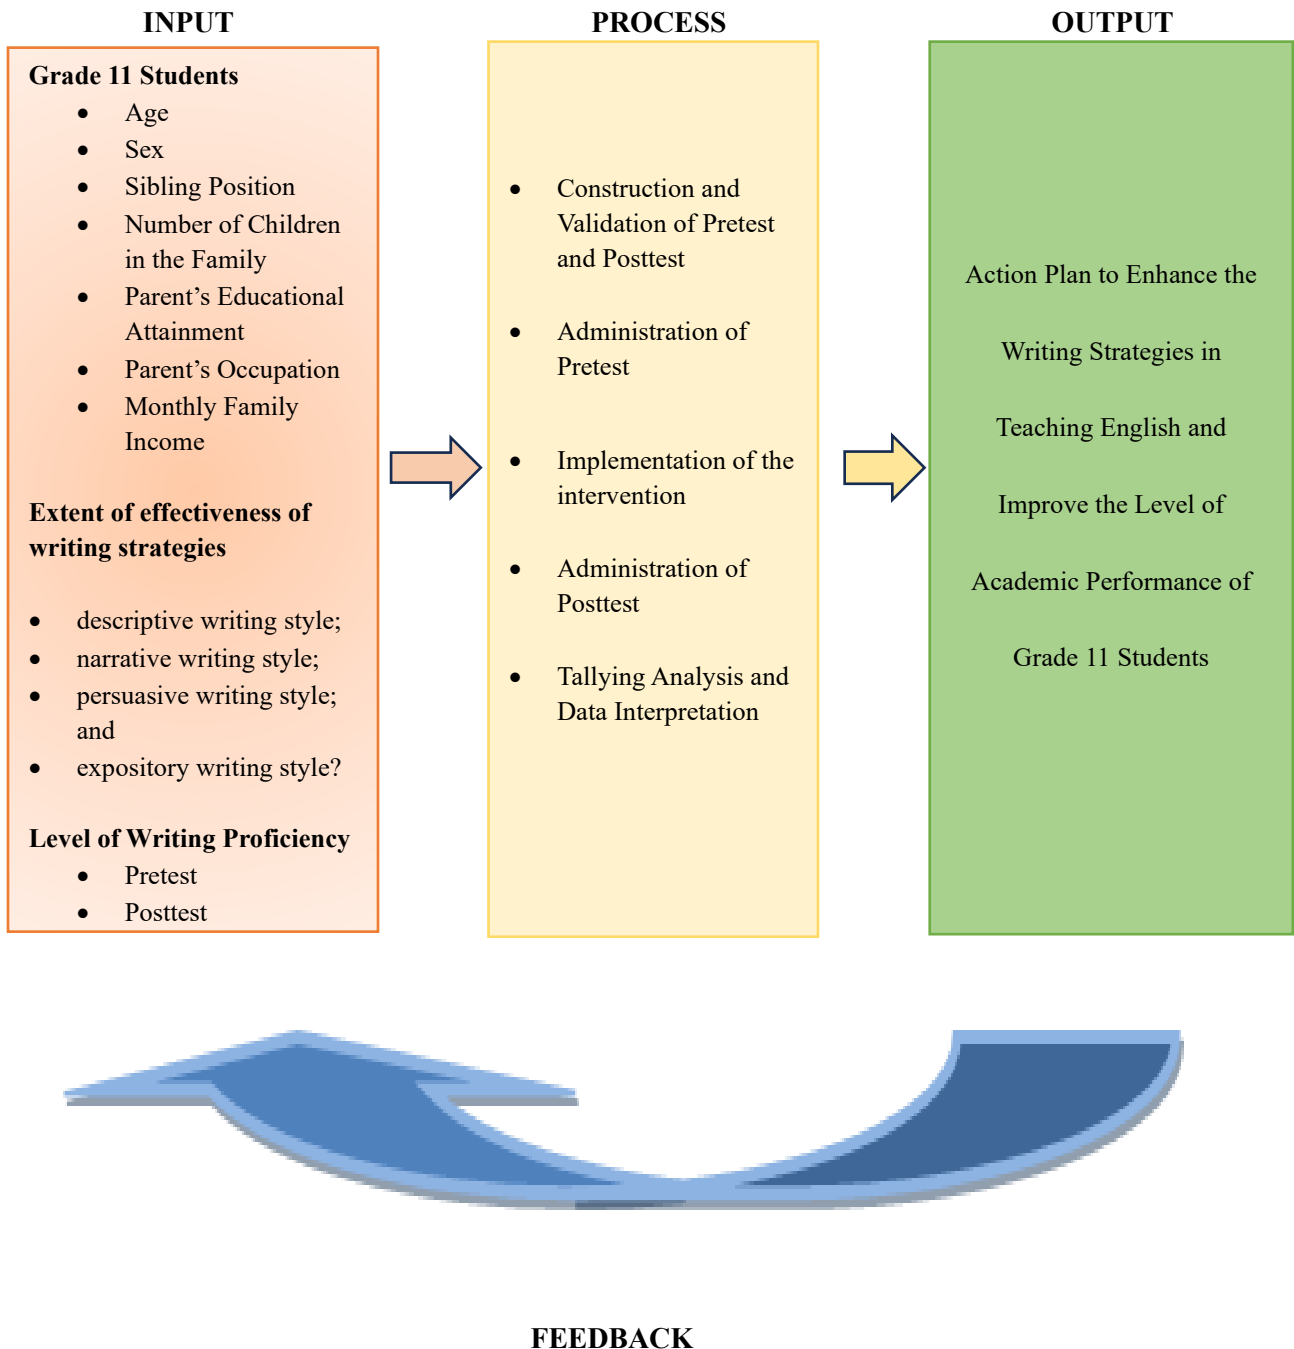 INPUT
Grade 11 Students
• Age
• Sex
• Sibling Position
• Number of Children
in the Family
• Parent’s Educational
Attainment
• Parent’s Occupation
• Monthly Family
Income
Extent of effectiveness of
writing strategies
• descriptive writing style;
• narrative writing style;
• persuasive writing style;
and
• expository writing style?
Level of Writing Proficiency
• Pretest
• Posttest
PROCESS
• Construction and
Validation of Pretest
and Posttest
• Administration of
Pretest
• Implementation of the
intervention
• Administration of
Posttest
• Tallying Analysis and
Data Interpretation
OUTPUT
Action Plan to Enhance the
Writing Strategies in
Teaching English and
Improve the Level of
Academic Performance of
Grade 11 Students
FEEDBACK